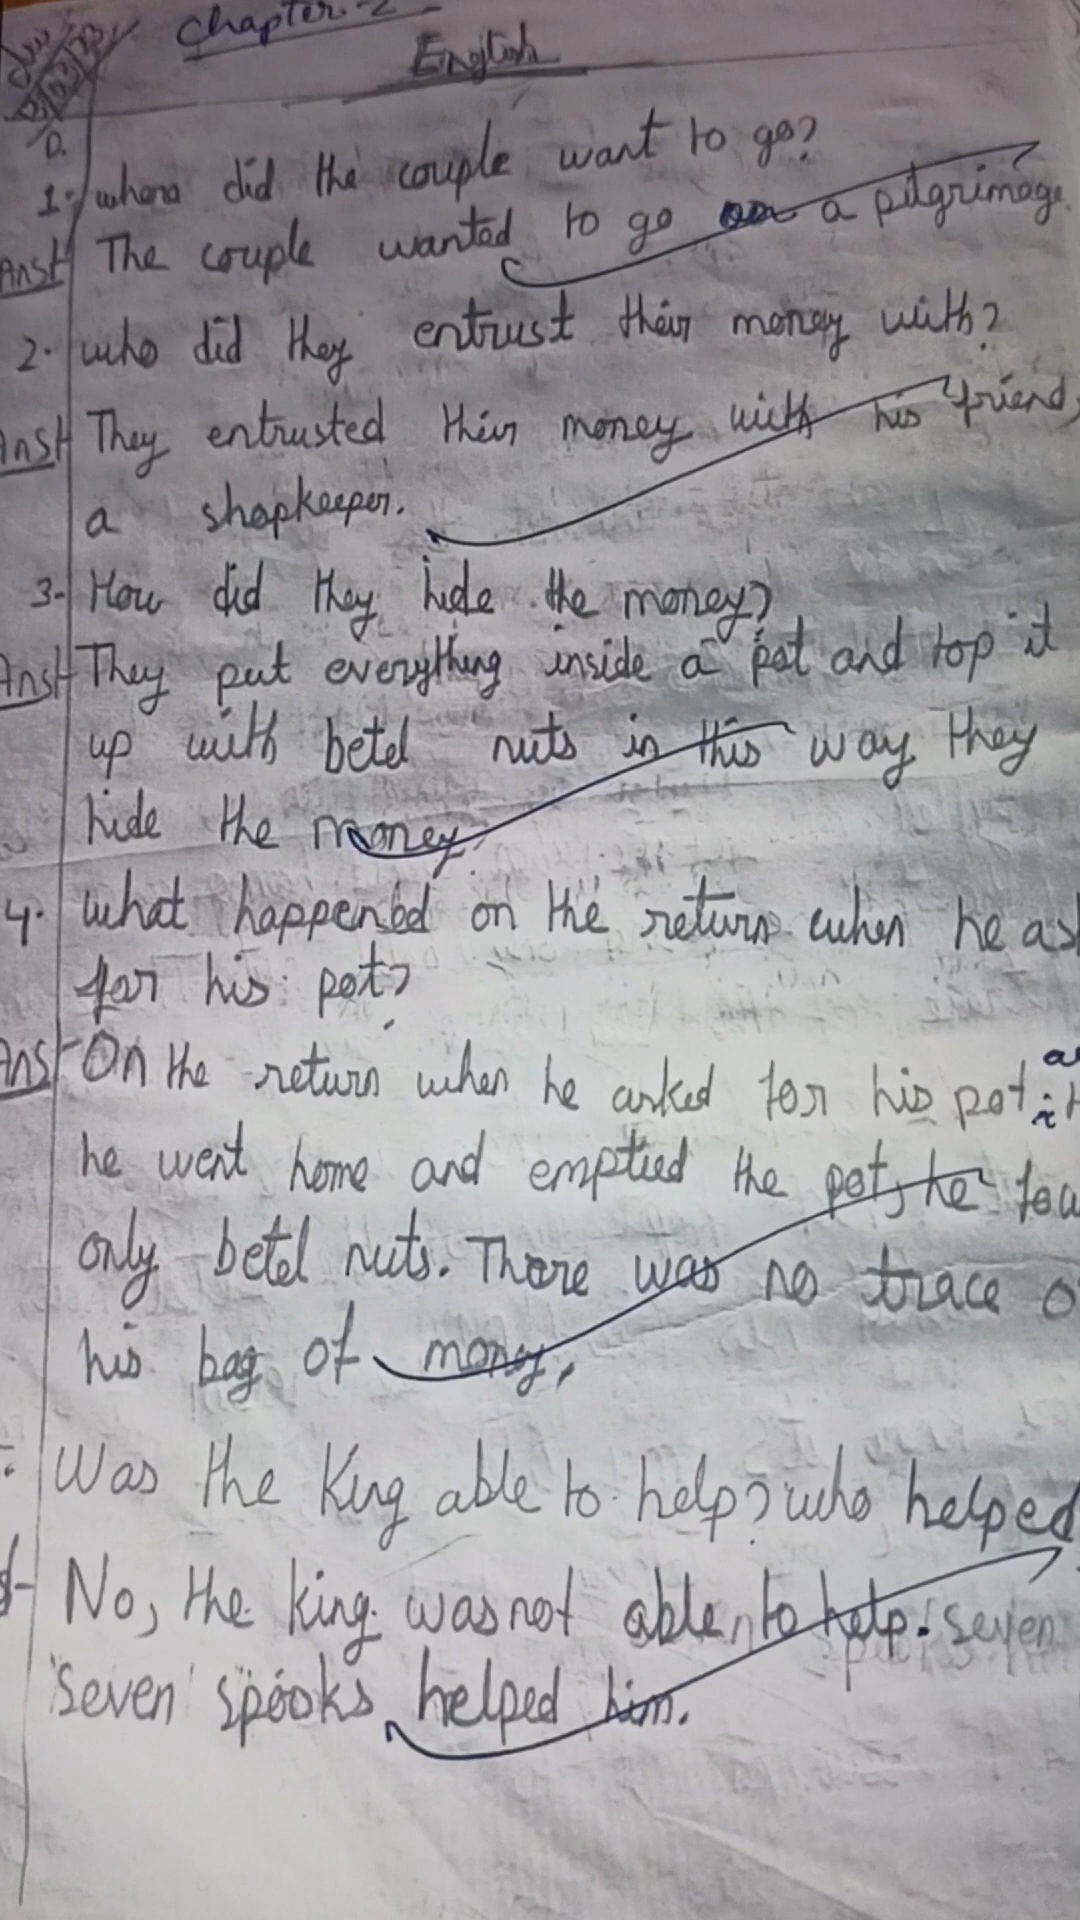 Chapter-2
English
D.
1. where did the couple want to go?
Ans:- The couple wanted to go on a pilgrimage
2. who did they entrust their money with?
Ans:- They entrusted their money with his friend,
a shopkeeper.
3- How did they hide the money?
Ans:- They put everything inside a pot and top it
up with betel nuts in this way they
hide the money.
4. What happened on the return when he as
for his pot?
Ans:- On the return when he asked for his pot
he went home and emptied the pot, he fou
only betel nuts. There was no trace o
his bag of money.
Was the King able to help? who helped
No, the king was not able to help. seven
'Seven' spooks helped him.